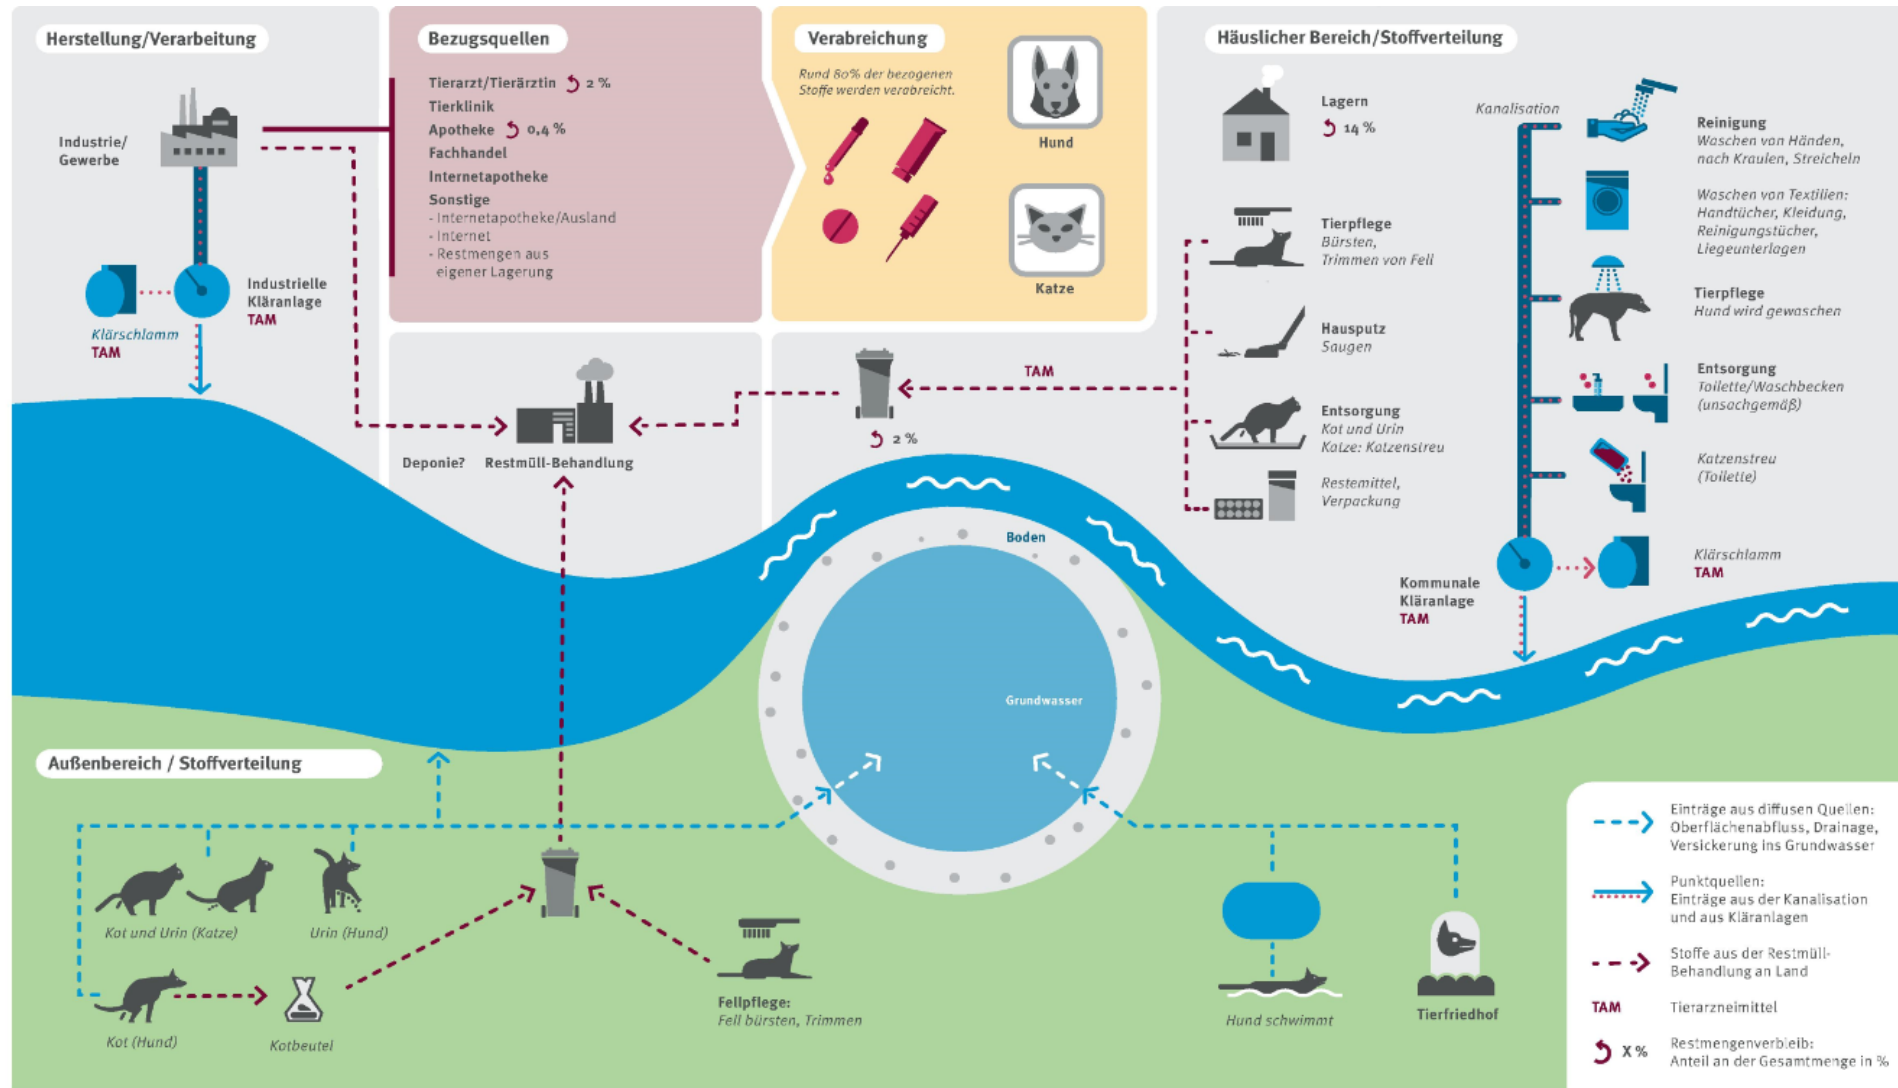 Herstellung/Verarbeitung
Industrie/
Gewerbe
Industrielle
Kläranlage
TAM
Klärschlamm
TAM
Bezugsquellen
Tierarzt/Tierärztin 2 %
Tierklinik
Apotheke 0,4 %
Fachhandel
Internetapotheke
Sonstige
- Internetapotheke/Ausland
- Internet
- Restmengen aus
eigener Lagerung
Verabreichung
Rund 80% der bezogenen
Stoffe werden verabreicht.
Hund
Katze
Häuslicher Bereich/Stoffverteilung
Lagern
14 %
Tierpflege
Bürsten,
Trimmen von Fell
Hausputz
Saugen
Entsorgung
Kot und Urin
Katze: Katzenstreu
Restemittel,
Verpackung
Kanalisation
Reinigung
Waschen von Händen,
nach Kraulen, Streicheln
Waschen von Textilien:
Handtücher, Kleidung,
Reinigungstücher,
Liegeunterlagen
Tierpflege
Hund wird gewaschen
Entsorgung
Toilette/Waschbecken
(unsachgemäß)
Katzenstreu
(Toilette)
Klärschlamm
TAM
Kommunale
Kläranlage
TAM
TAM
2 %
Deponie? Restmüll-Behandlung
Boden
Grundwasser
Außenbereich / Stoffverteilung
Kot und Urin (Katze)
Urin (Hund)
Kot (Hund)
Kotbeutel
Fellpflege:
Fell bürsten, Trimmen
Hund schwimmt
Tierfriedhof
Einträge aus diffusen Quellen:
Oberflächenabfluss, Drainage,
Versickerung ins Grundwasser
Punktquellen:
Einträge aus der Kanalisation
und aus Kläranlagen
Stoffe aus der Restmüll-
Behandlung an Land
TAM Tierarzneimittel
X % Restmengenverbleib:
Anteil an der Gesamtmenge in %